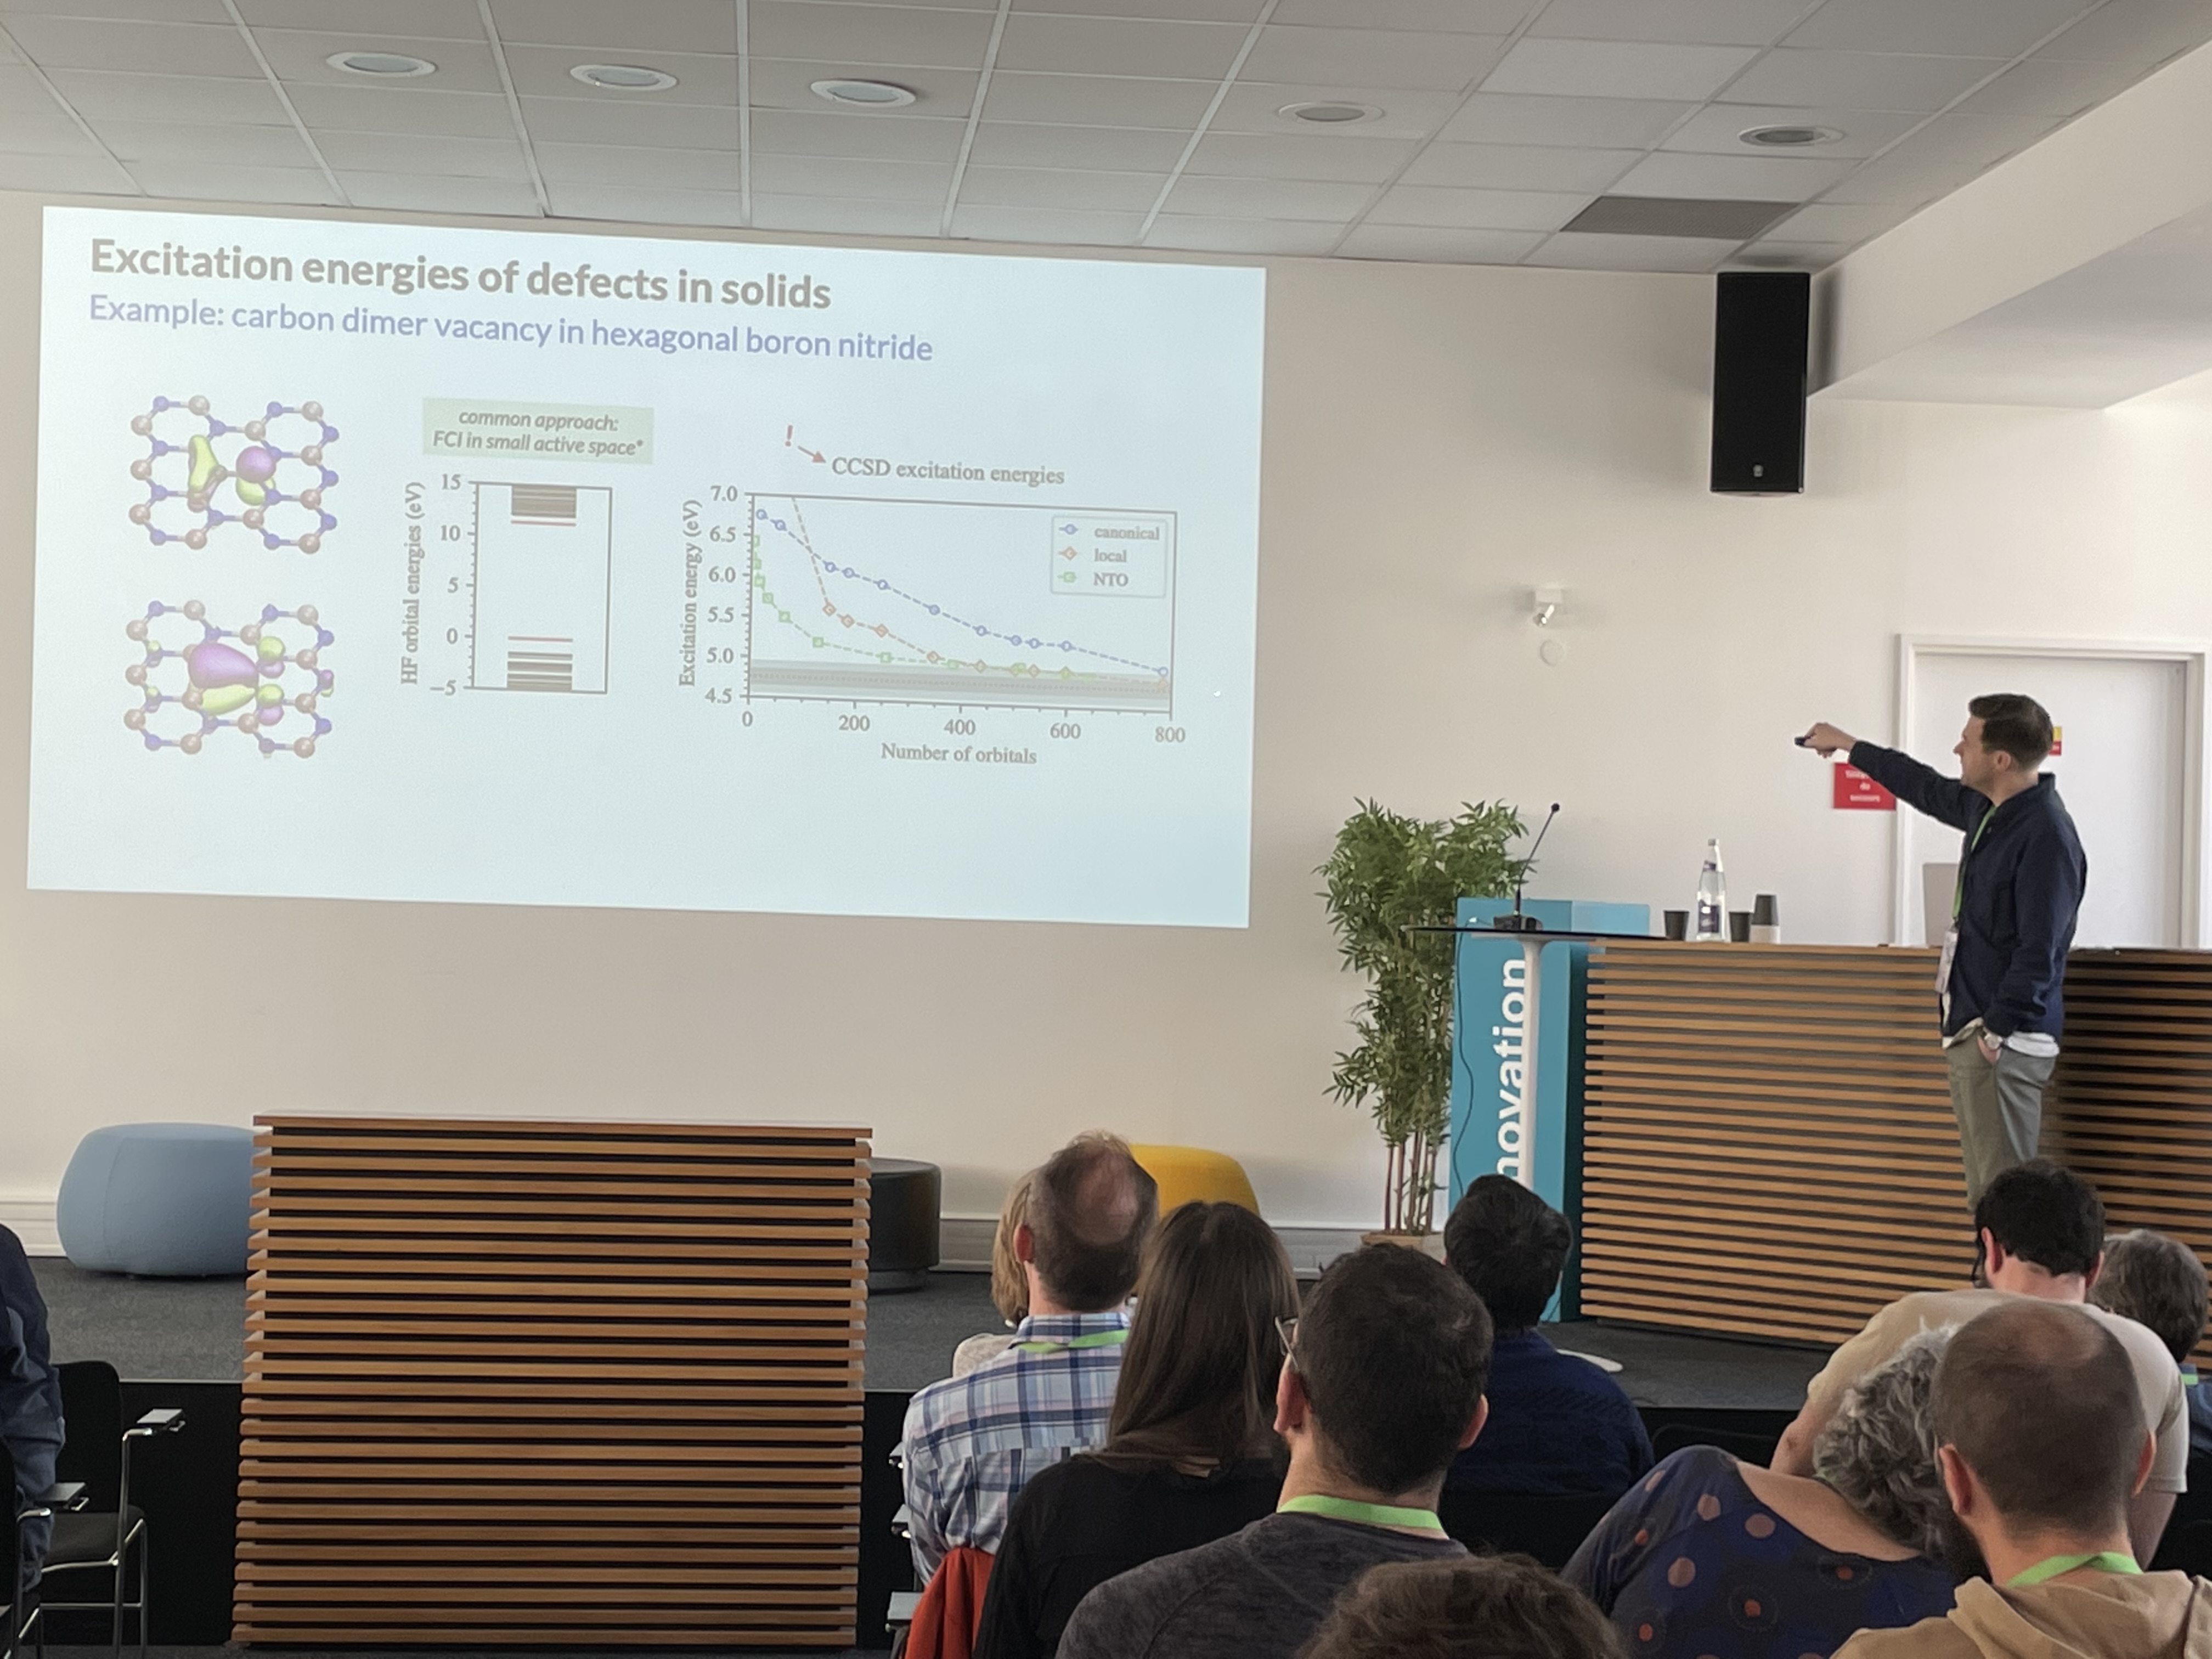 Excitation energies of defects in solids
Example: carbon dimer vacancy in hexagonal boron nitride
common approach:
FCI in small active space*
!
CCSD excitation energies
HF orbital energies (eV)
15
10
5
0
−5
Excitation energy (eV)
7.0
6.5
6.0
5.5
5.0
4.5
canonical
local
NTO
0
200
400
600
800
Number of orbitals
novation